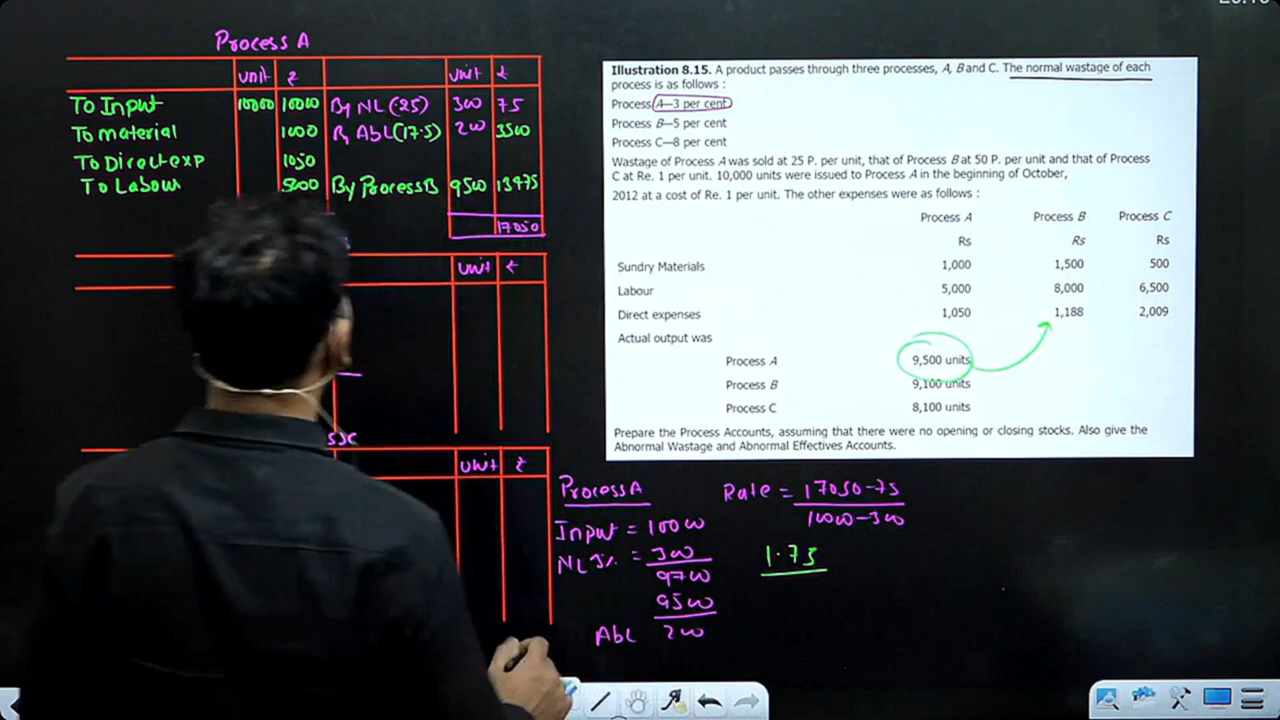 Process A
unit ₹ unit ₹
To Input 10000 10000 By NL (25) 300 75
To material 1000 By AbL (17.5) 200 3500
To Direct exp 1050
To Labour 5000 By Process B 9500 13475
17050
unit ₹
unit ₹
Illustration 8.15. A product passes through three processes, A, B and C. The normal wastage of each
process is as follows :
Process A—3 per cent
Process B—5 per cent
Process C—8 per cent
Wastage of Process A was sold at 25 P. per unit, that of Process B at 50 P. per unit and that of Process
C at Re. 1 per unit. 10,000 units were issued to Process A in the beginning of October,
2012 at a cost of Re. 1 per unit. The other expenses were as follows :
Process A Process B Process C
Rs Rs Rs
Sundry Materials 1,000 1,500 500
Labour 5,000 8,000 6,500
Direct expenses 1,050 1,188 2,009
Actual output was
Process A 9,500 units
Process B 9,100 units
Process C 8,100 units
Prepare the Process Accounts, assuming that there were no opening or closing stocks. Also give the
Abnormal Wastage and Abnormal Effectives Accounts.
Process A
Input = 10000
NL 3% = 300
9700
9500
AbL 200
Rate = 17050-75
10000-300
1.75